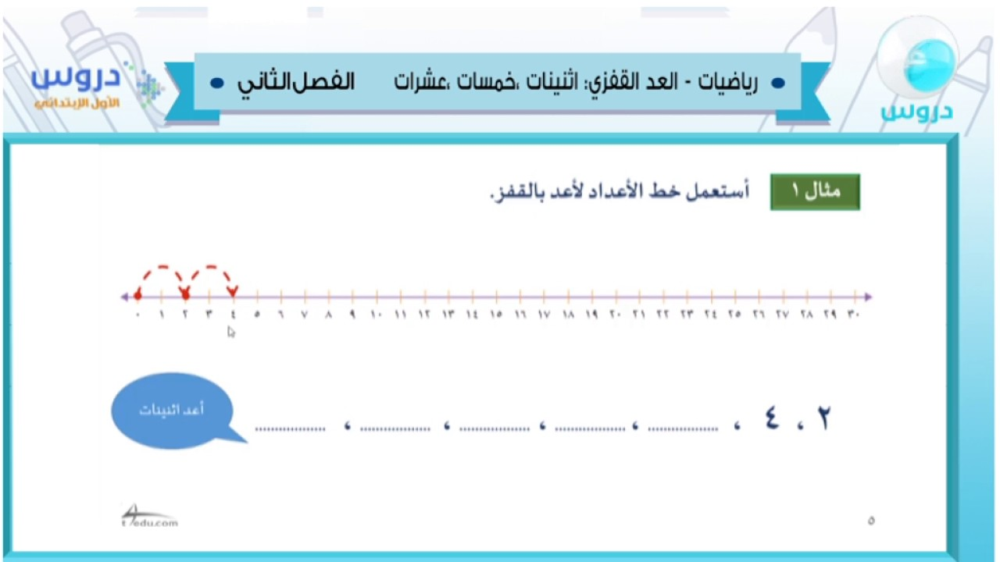 رياضيات - العد القفزي: اثنينات ،خمسات ،عشرات الفصل الثاني
دروس
دروس
الأول الإبتدائي
مثال ١
أستعمل خط الأعداد لأعد بالقفز.
٠ ١ ٢ ٣ ٤ ٥ ٦ ٧ ٨ ٩ ١٠ ١١ ١٢ ١٣ ١٤ ١٥ ١٦ ١٧ ١٨ ١٩ ٢٠ ٢١ ٢٢ ٢٣ ٢٤ ٢٥ ٢٦ ٢٧ ٢٨ ٢٩ ٣٠
٢ ، ٤ ، ................. ، ................. ، ................. ، ................. ، .................
أعد اثنينات
t4edu.com
٥